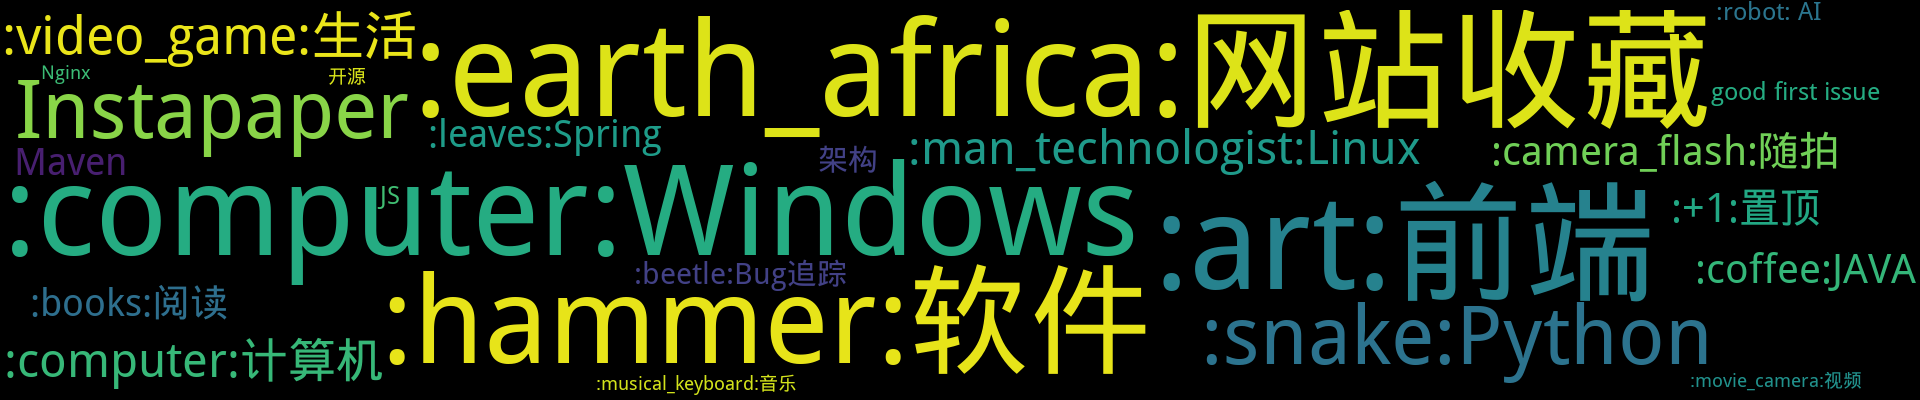 :video_game:生活
:earth_africa:网站收藏
:robot: AI
Nginx
开源
Instapaper
good first issue
:leaves:Spring
:man_technologist:Linux
:camera_flash:随拍
Maven
架构
:computer:Windows
JS
:art:前端
:+1:置顶
:beetle:Bug追踪
:coffee:JAVA
:books:阅读
:hammer:软件
:snake:Python
:computer:计算机
:musical_keyboard:音乐
:movie_camera:视频